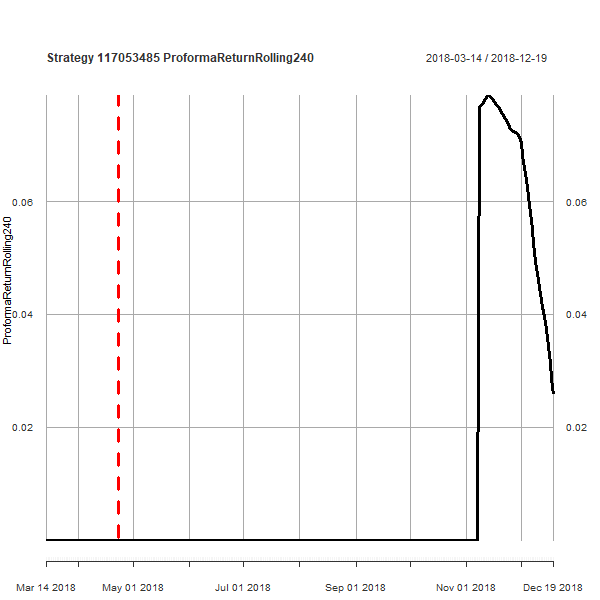 Strategy 117053485 ProformaReturnRolling240
2018-03-14 / 2018-12-19
ProformaReturnRolling240
0.06
0.04
0.02
0.06
0.04
0.02
Mar 14 2018
May 01 2018
Jul 01 2018
Sep 01 2018
Nov 01 2018
Dec 19 2018